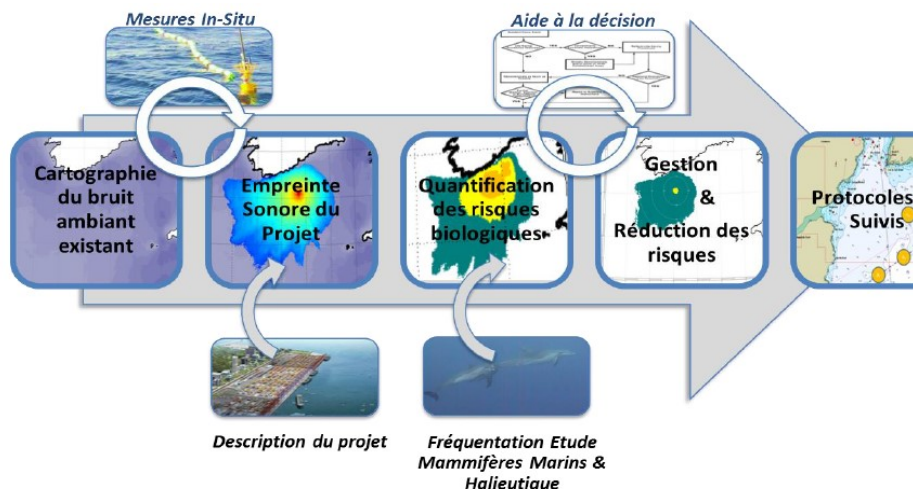 Mesures In-Situ
Aide à la décision
Cartographie
du bruit
ambiant
existant
Empreinte
Sonore du
Projet
Quantification
des risques
biologiques
Gestion
&
Réduction des
risques
Protocoles
Suivis
Description du projet
Fréquentation Etude
Mammifères Marins &
Halieutique